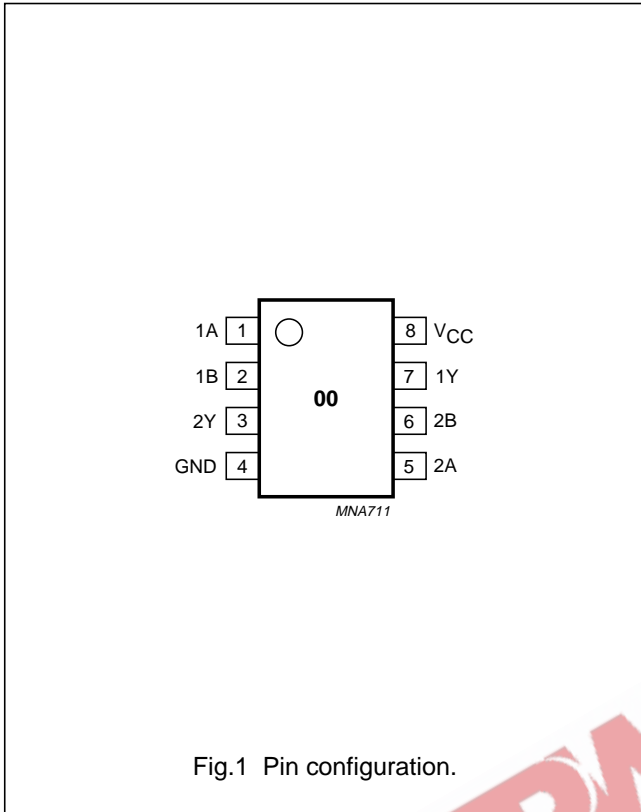 1A 1 8 VCC
1B 2 7 1Y
00
2Y 3 6 2B
GND 4 5 2A
MNA711
Fig.1 Pin configuration.